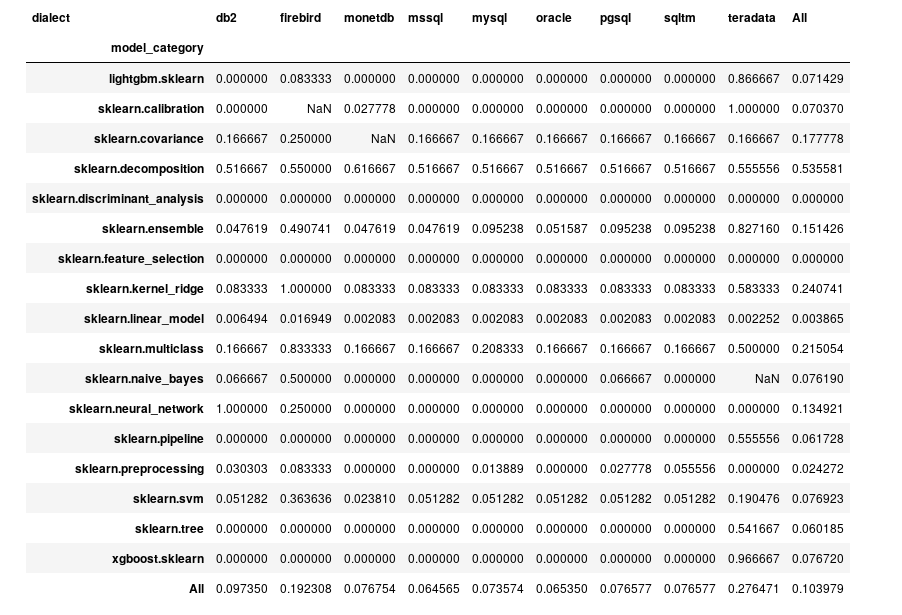 dialect db2 firebird monetdb mssql mysql oracle pgsql sqltm teradata All
model_category
lightgbm.sklearn 0.000000 0.083333 0.000000 0.000000 0.000000 0.000000 0.000000 0.000000 0.866667 0.071429
sklearn.calibration 0.000000 NaN 0.027778 0.000000 0.000000 0.000000 0.000000 0.000000 1.000000 0.070370
sklearn.covariance 0.166667 0.250000 NaN 0.166667 0.166667 0.166667 0.166667 0.166667 0.166667 0.177778
sklearn.decomposition 0.516667 0.550000 0.616667 0.516667 0.516667 0.516667 0.516667 0.516667 0.555556 0.535581
sklearn.discriminant_analysis 0.000000 0.000000 0.000000 0.000000 0.000000 0.000000 0.000000 0.000000 0.000000 0.000000
sklearn.ensemble 0.047619 0.490741 0.047619 0.047619 0.095238 0.051587 0.095238 0.095238 0.827160 0.151426
sklearn.feature_selection 0.000000 0.000000 0.000000 0.000000 0.000000 0.000000 0.000000 0.000000 0.000000 0.000000
sklearn.kernel_ridge 0.083333 1.000000 0.083333 0.083333 0.083333 0.083333 0.083333 0.083333 0.583333 0.240741
sklearn.linear_model 0.006494 0.016949 0.002083 0.002083 0.002083 0.002083 0.002083 0.002083 0.002252 0.003865
sklearn.multiclass 0.166667 0.833333 0.166667 0.166667 0.208333 0.166667 0.166667 0.166667 0.500000 0.215054
sklearn.naive_bayes 0.066667 0.500000 0.000000 0.000000 0.000000 0.000000 0.066667 0.000000 NaN 0.076190
sklearn.neural_network 1.000000 0.250000 0.000000 0.000000 0.000000 0.000000 0.000000 0.000000 0.000000 0.134921
sklearn.pipeline 0.000000 0.000000 0.000000 0.000000 0.000000 0.000000 0.000000 0.000000 0.555556 0.061728
sklearn.preprocessing 0.030303 0.083333 0.000000 0.000000 0.013889 0.000000 0.027778 0.055556 0.000000 0.024272
sklearn.svm 0.051282 0.363636 0.023810 0.051282 0.051282 0.051282 0.051282 0.051282 0.190476 0.076923
sklearn.tree 0.000000 0.000000 0.000000 0.000000 0.000000 0.000000 0.000000 0.000000 0.541667 0.060185
xgboost.sklearn 0.000000 0.000000 0.000000 0.000000 0.000000 0.000000 0.000000 0.000000 0.966667 0.076720
All 0.097350 0.192308 0.076754 0.064565 0.073574 0.065350 0.076577 0.076577 0.276471 0.103979